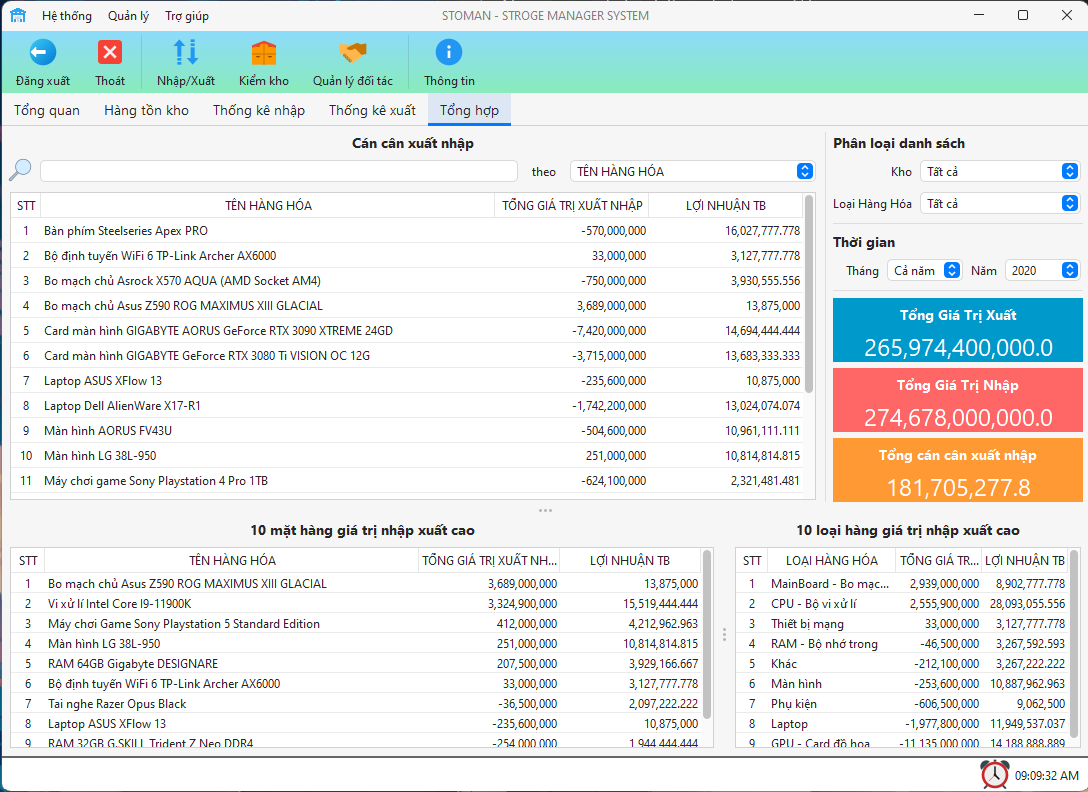 STOMAN - STROGE MANAGER SYSTEM
Hệ thống Quản lý Trợ giúp
Đăng xuất Thoát Nhập/Xuất Kiểm kho Quản lý đối tác Thông tin
Tổng quan Hàng tồn kho Thống kê nhập Thống kê xuất Tổng hợp
Cán cân xuất nhập
theo TÊN HÀNG HÓA
STT TÊN HÀNG HÓA TỔNG GIÁ TRỊ XUẤT NHẬP LỢI NHUẬN TB
1 Bàn phím Steelseries Apex PRO -570,000,000 16,027,777.778
2 Bộ định tuyến WiFi 6 TP-Link Archer AX6000 33,000,000 3,127,777.778
3 Bo mạch chủ Asrock X570 AQUA (AMD Socket AM4) -750,000,000 3,930,555.556
4 Bo mạch chủ Asus Z590 ROG MAXIMUS XIII GLACIAL 3,689,000,000 13,875,000
5 Card màn hình GIGABYTE AORUS GeForce RTX 3090 XTREME 24GD -7,420,000,000 14,694,444.444
6 Card màn hình GIGABYTE GeForce RTX 3080 Ti VISION OC 12G -3,715,000,000 13,683,333.333
7 Laptop ASUS XFlow 13 -235,600,000 10,875,000
8 Laptop Dell AlienWare X17-R1 -1,742,200,000 13,024,074.074
9 Màn hình AORUS FV43U -504,600,000 10,961,111.111
10 Màn hình LG 38L-950 251,000,000 10,814,814.815
11 Máy chơi game Sony Playstation 4 Pro 1TB -624,100,000 2,321,481.481
Phân loại danh sách
Kho Tất cả
Loại Hàng Hóa Tất cả
Thời gian
Tháng Cả năm Năm 2020
Tổng Giá Trị Xuất
265,974,400,000.0
Tổng Giá Trị Nhập
274,678,000,000.0
Tổng cán cân xuất nhập
181,705,277.8
10 mặt hàng giá trị nhập xuất cao
STT TÊN HÀNG HÓA TỔNG GIÁ TRỊ XUẤT NH... LỢI NHUẬN TB
1 Bo mạch chủ Asus Z590 ROG MAXIMUS XIII GLACIAL 3,689,000,000 13,875,000
2 Vi xử lí Intel Core I9-11900K 3,324,900,000 15,519,444.444
3 Máy chơi Game Sony Playstation 5 Standard Edition 412,000,000 4,212,962.963
4 Màn hình LG 38L-950 251,000,000 10,814,814.815
5 RAM 64GB Gigabyte DESIGNARE 207,500,000 3,929,166.667
6 Bộ định tuyến WiFi 6 TP-Link Archer AX6000 33,000,000 3,127,777.778
7 Tai nghe Razer Opus Black -36,500,000 2,097,222.222
8 Laptop ASUS XFlow 13 -235,600,000 10,875,000
9 RAM 32GB G.SKILL Trident Z Neo DDR4 -254,000,000 1,944,444.444
10 loại hàng giá trị nhập xuất cao
STT LOẠI HÀNG HÓA TỔNG GIÁ TR... LỢI NHUẬN TB
1 MainBoard - Bo mạc... 2,939,000,000 8,902,777.778
2 CPU - Bộ vi xử lí 2,555,900,000 28,093,055.556
3 Thiết bị mạng 33,000,000 3,127,777.778
4 RAM - Bộ nhớ trong -46,500,000 3,267,592.593
5 Khác -212,100,000 3,267,222.222
6 Màn hình -253,600,000 10,887,962.963
7 Phụ kiện -606,500,000 9,062,500
8 Laptop -1,977,800,000 11,949,537.037
9 GPU - Card đồ họa -11,135,000,000 14,188,888.889
09:09:32 AM